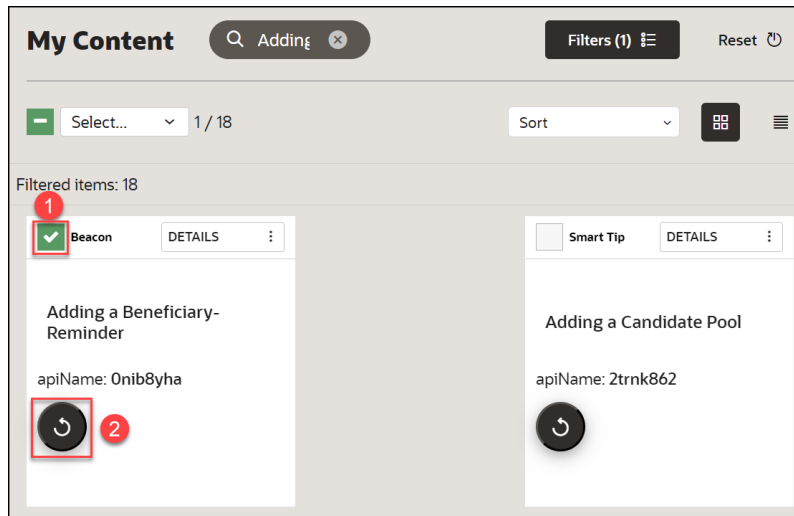 My Content Adding Filters (1) Reset
Select... 1 / 18 Sort
Filtered items: 18
1
Beacon DETAILS Smart Tip DETAILS
Adding a Beneficiary-
Reminder
Adding a Candidate Pool
apiName: 0nib8yha apiName: 2trnk862
2